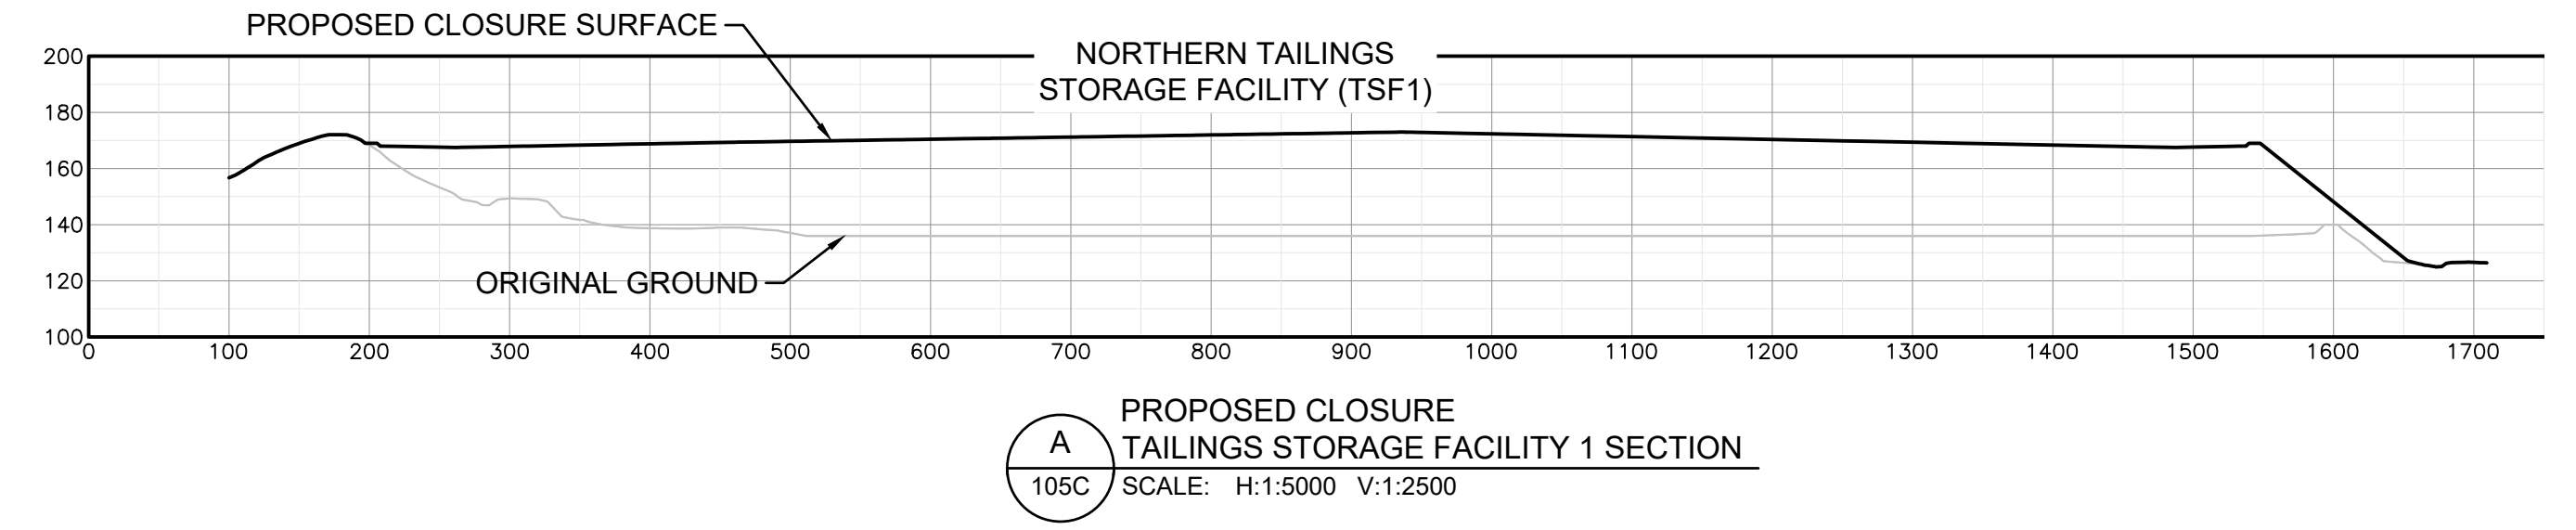 PROPOSED CLOSURE SURFACE
NORTHERN TAILINGS
STORAGE FACILITY (TSF1)
200
180
160
140
120
100
ORIGINAL GROUND
0 100 200 300 400 500 600 700 800 900 1000 1100 1200 1300 1400 1500 1600 1700
A
105C
PROPOSED CLOSURE
TAILINGS STORAGE FACILITY 1 SECTION
SCALE: H:1:5000 V:1:2500